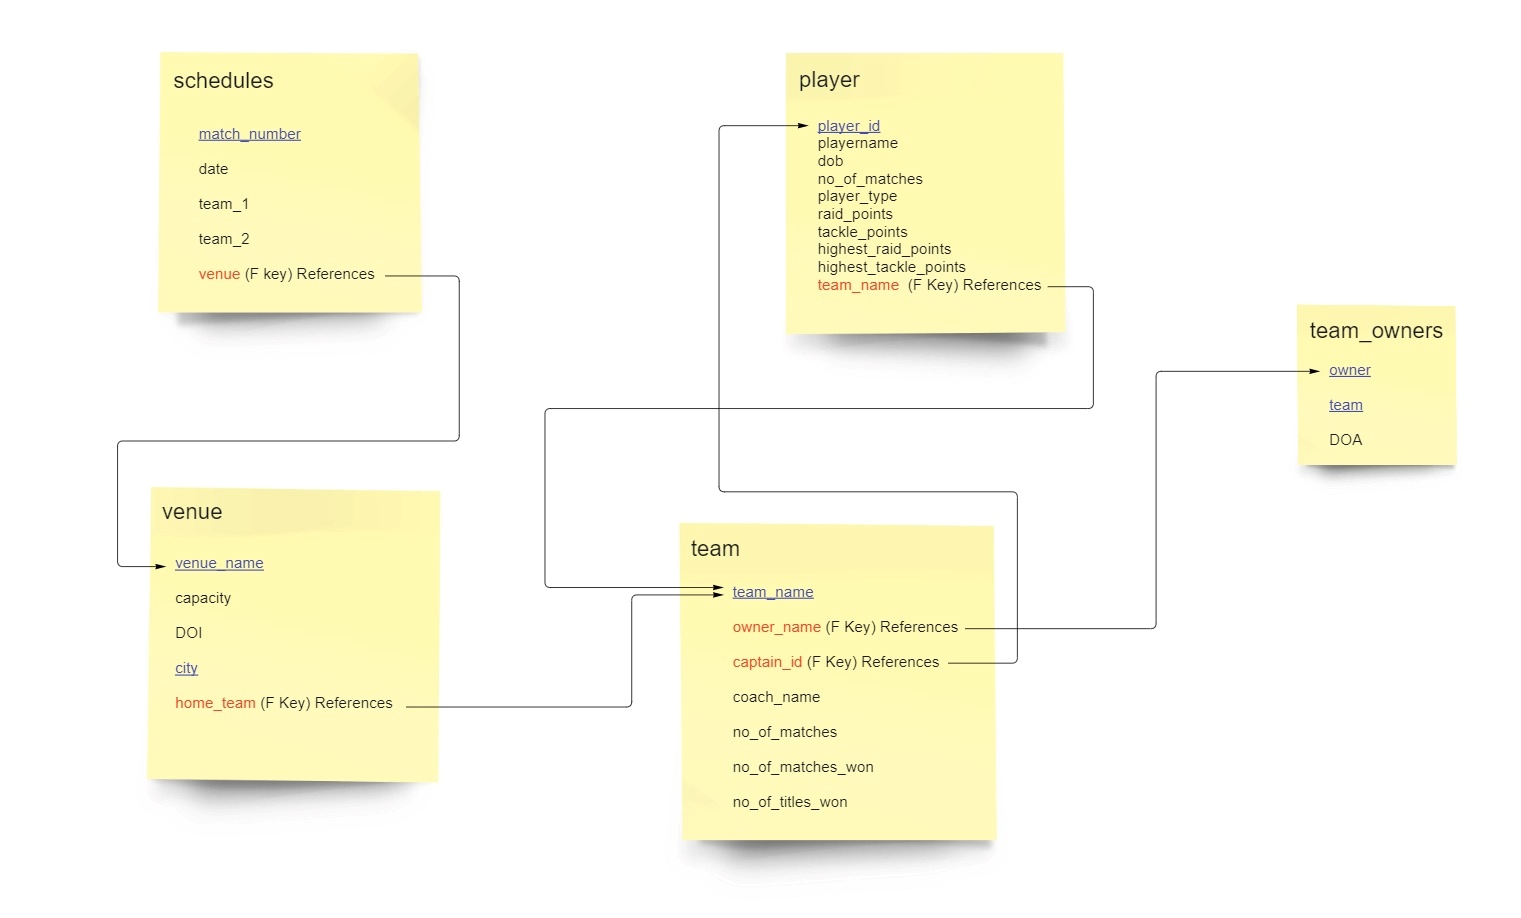 schedules
match_number
date
team_1
team_2
venue (F key) References
player
player_id
playername
dob
no_of_matches
player_type
raid_points
tackle_points
highest_raid_points
highest_tackle_points
team_name (F Key) References
team_owners
owner
team
DOA
venue
venue_name
capacity
DOI
city
home_team (F Key) References
team
team_name
owner_name (F Key) References
captain_id (F Key) References
coach_name
no_of_matches
no_of_matches_won
no_of_titles_won